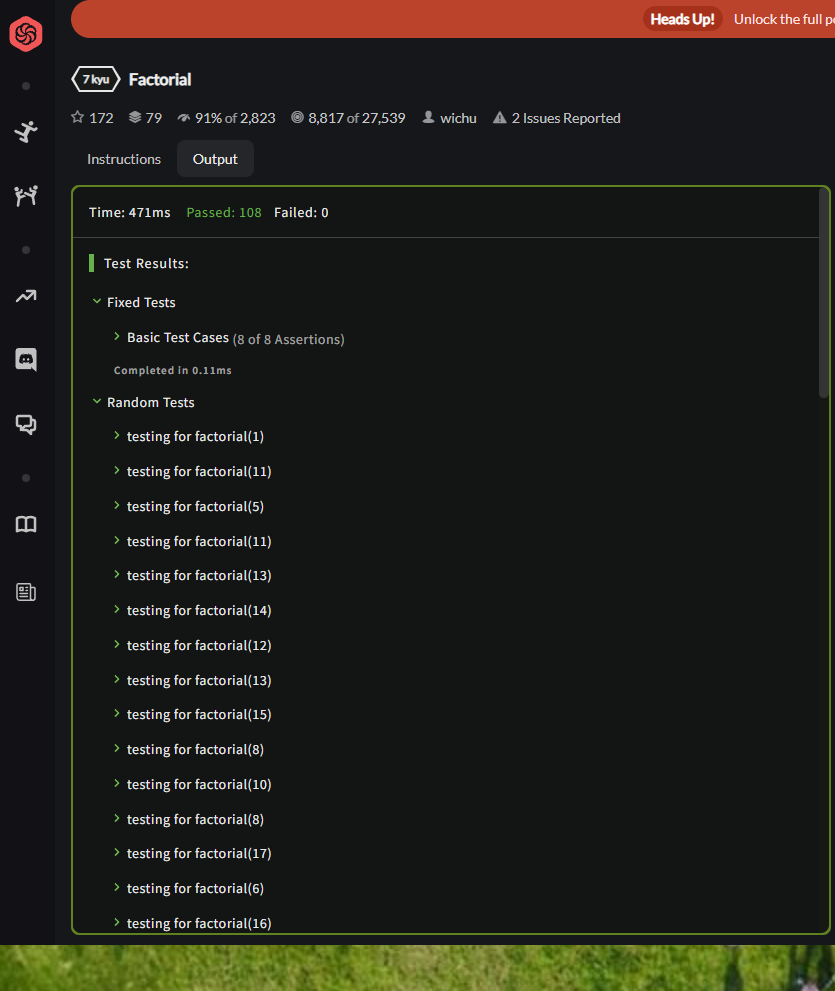 Heads Up! Unlock the full
7 kyu Factorial
172 79 91% of 2,823 8,817 of 27,539 wichu 2 Issues Reported
Instructions Output
Time: 471ms Passed: 108 Failed: 0
Test Results:
Fixed Tests
Basic Test Cases (8 of 8 Assertions)
Completed in 0.11ms
Random Tests
testing for factorial(1)
testing for factorial(11)
testing for factorial(5)
testing for factorial(11)
testing for factorial(13)
testing for factorial(14)
testing for factorial(12)
testing for factorial(13)
testing for factorial(15)
testing for factorial(8)
testing for factorial(10)
testing for factorial(8)
testing for factorial(17)
testing for factorial(6)
testing for factorial(16)